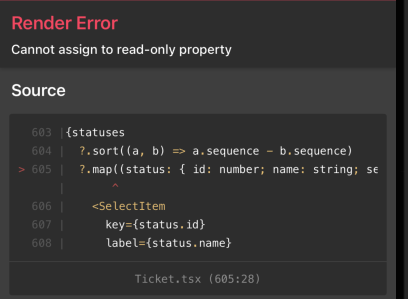 Render Error
Cannot assign to read-only property
Source
603 |{statuses
604 |  ?.sort((a, b) => a.sequence - b.sequence)
> 605 |  ?.map((status: { id: number; name: string; se
|       ^
606 |    <SelectItem
607 |      key={status.id}
608 |      label={status.name}
Ticket.tsx (605:28)